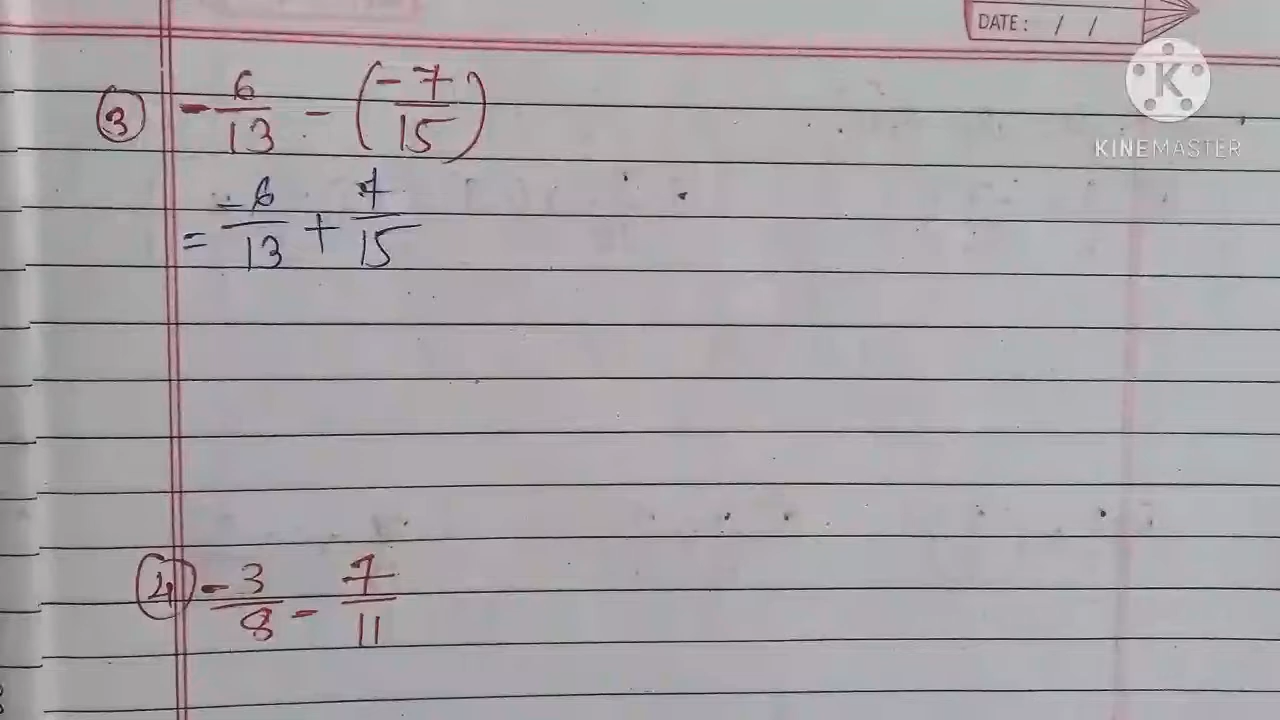 DATE: / /
K
KINEMASTER
③ -6/13 - (-7/15)
= -6/13 + 7/15
④ -3/8 - 7/11